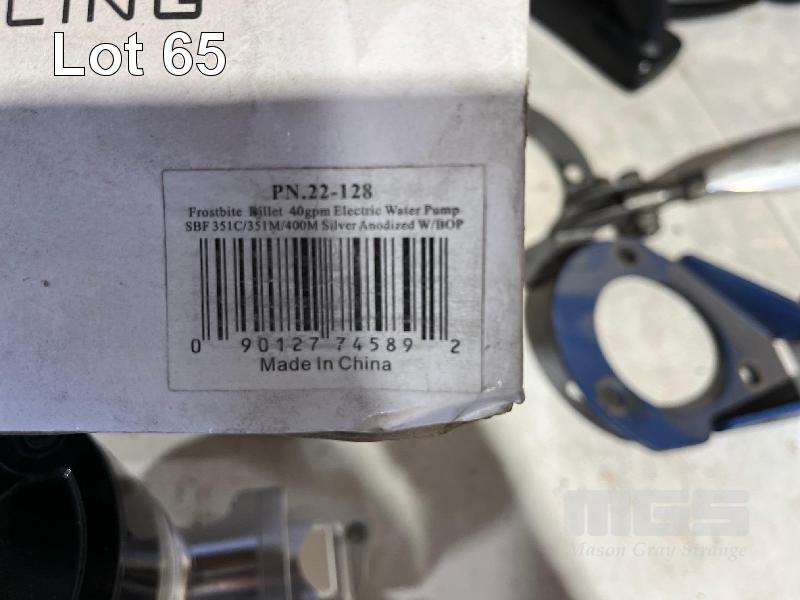 LING
Lot 65
PN.22-128
Frostbite Billet 40gpm Electric Water Pump
SBF 351C/351M/400M Silver Anodized W/BOP
0 90127 74589 2
Made In China
MGS
Mason Gray Strange